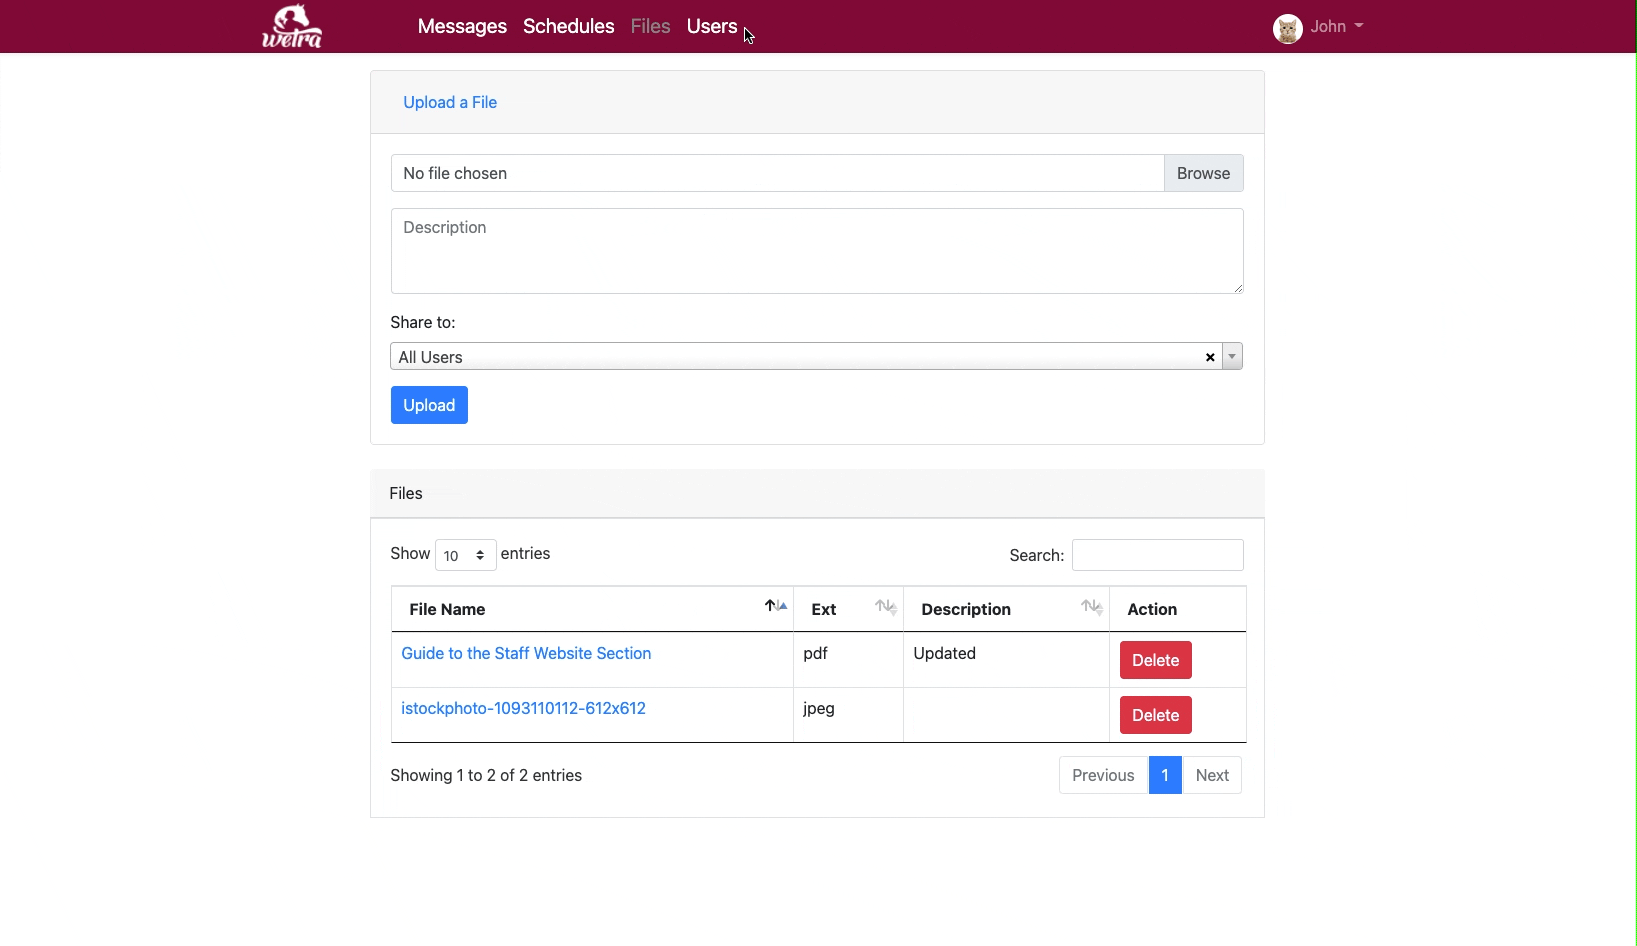 wetra Messages Schedules Files Users John
Upload a File
No file chosen Browse
Description
Share to:
All Users ×
Upload
Files
Show 10 entries Search:
File Name Ext Description Action
Guide to the Staff Website Section pdf Updated Delete
istockphoto-1093110112-612x612 jpeg Delete
Showing 1 to 2 of 2 entries Previous 1 Next